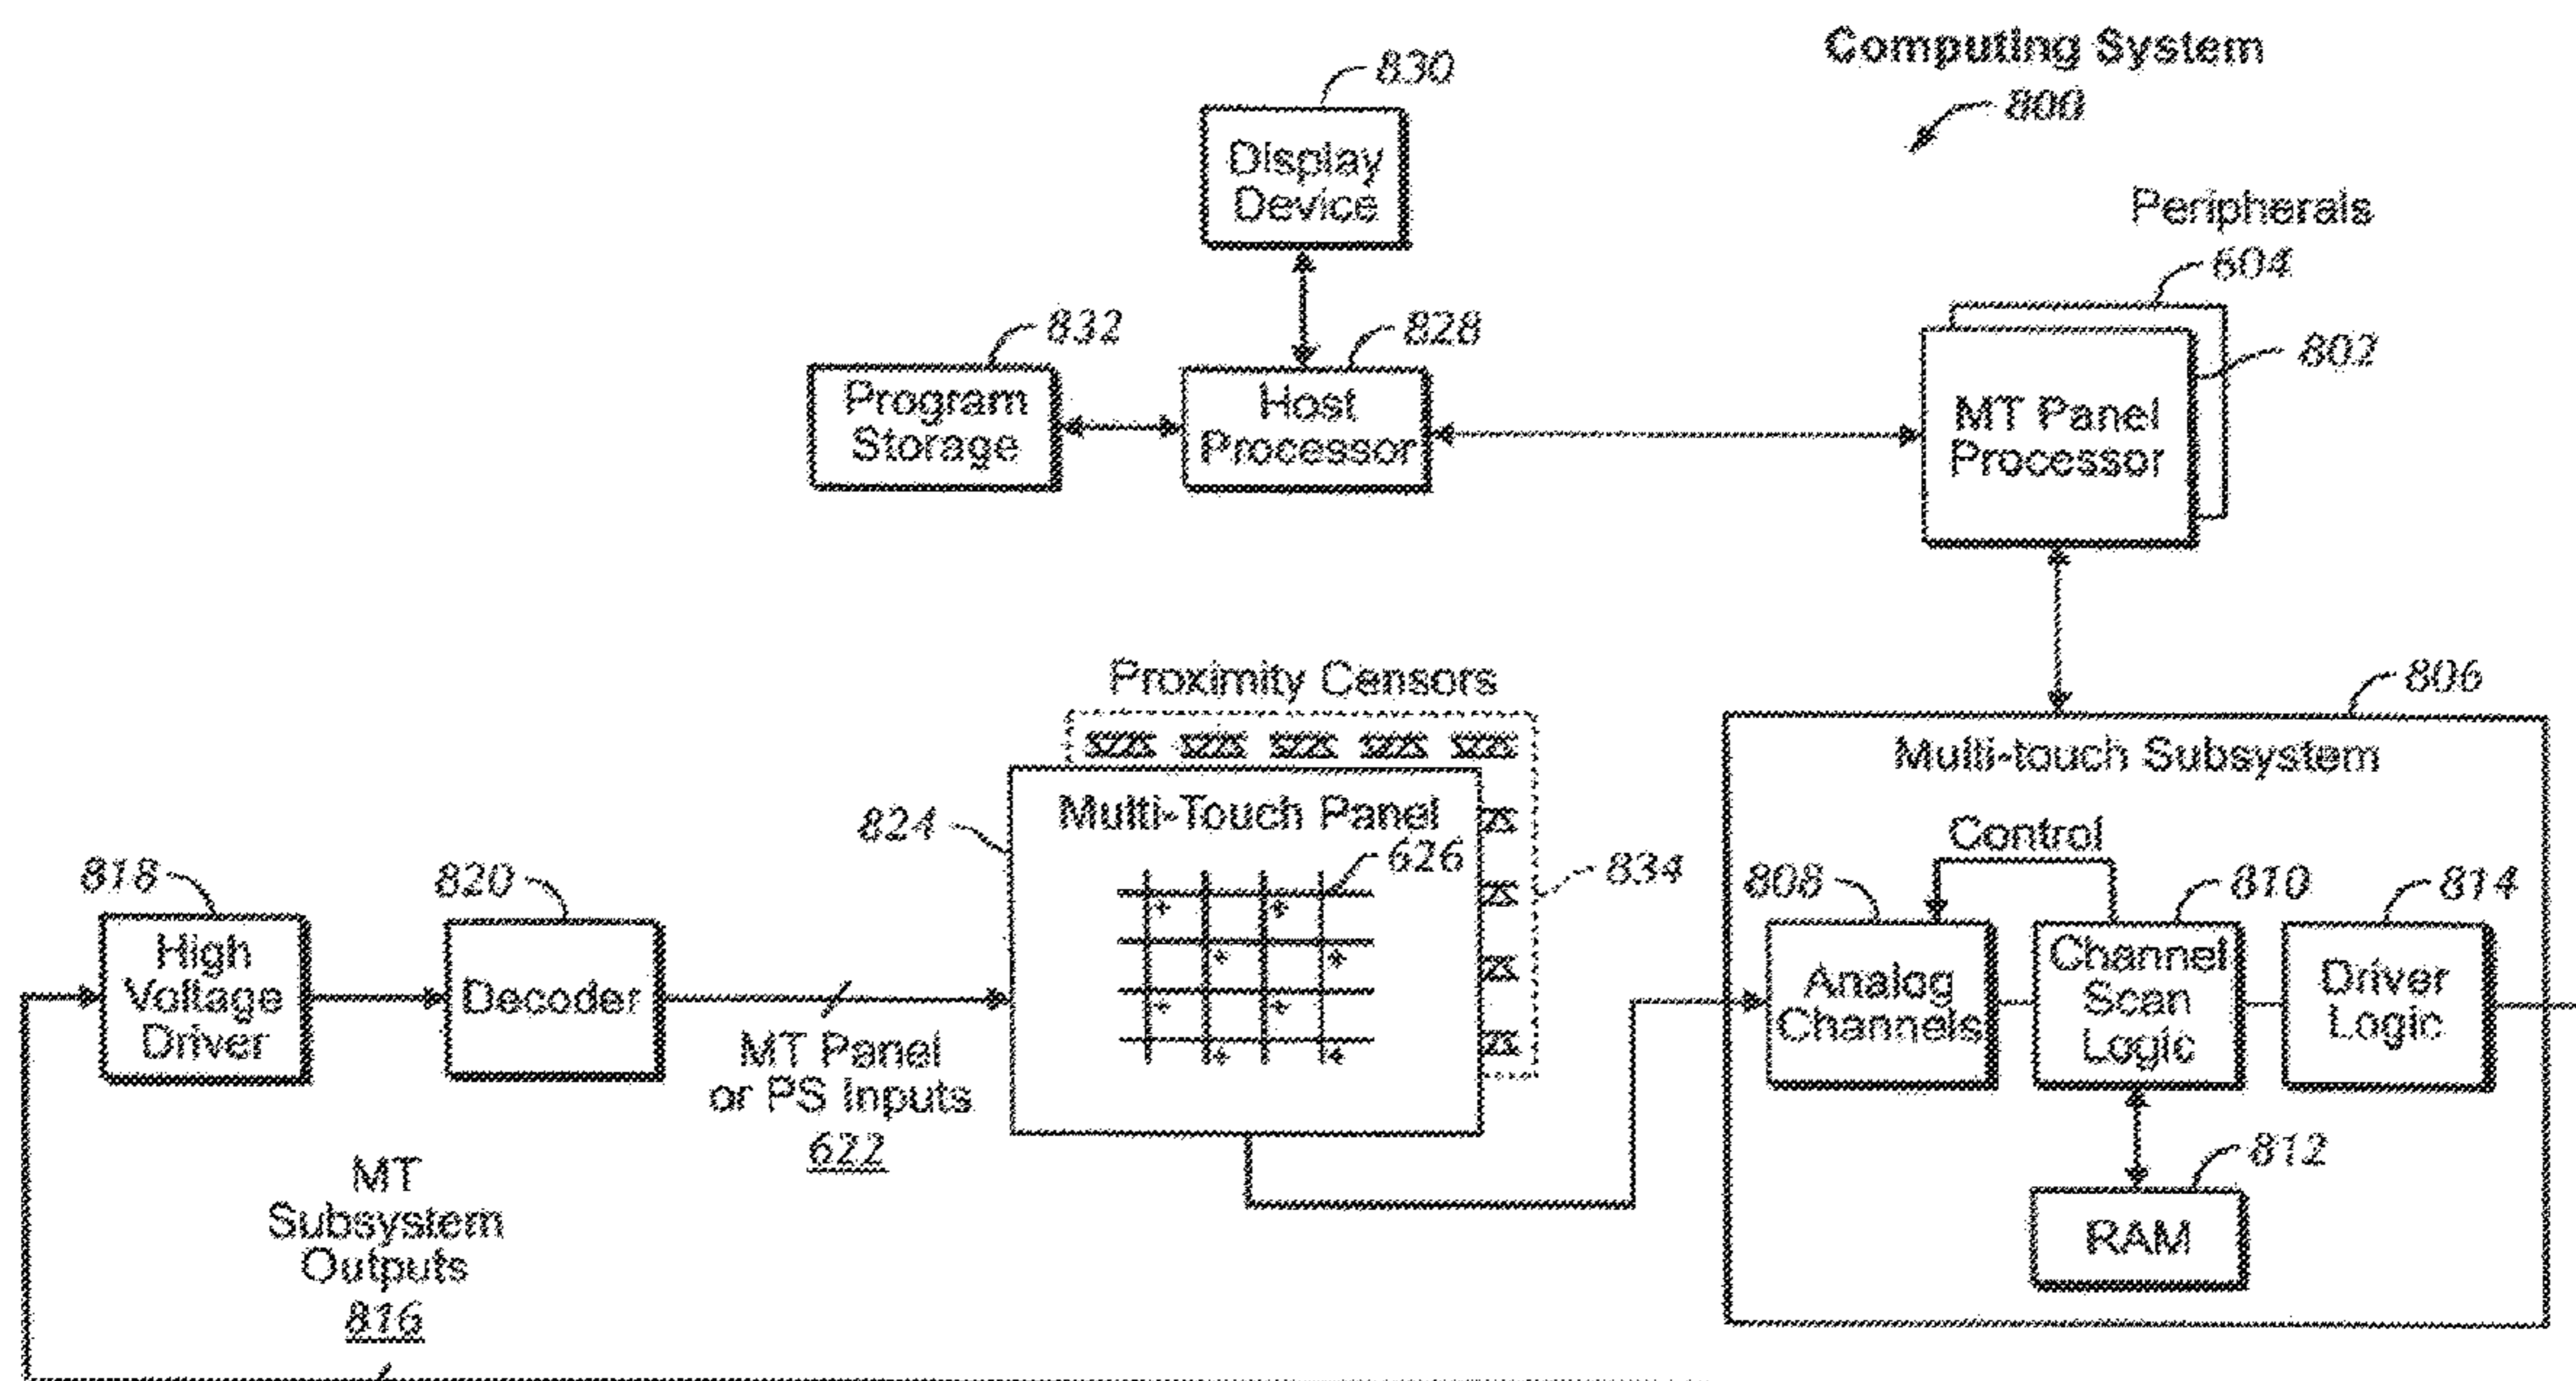 Computing System
800
830
Display
Device
Peripherals
604
802
MT Panel
Processor
832
Program
Storage
828
Host
Processor
Proximity Censors
834
824
Multi-Touch Panel
626
806
Multi-touch Subsystem
Control
808
Analog
Channels
810
Channel
Scan
Logic
814
Driver
Logic
812
RAM
818
High
Voltage
Driver
820
Decoder
MT Panel
or PS Inputs
622
MT
Subsystem
Outputs
816